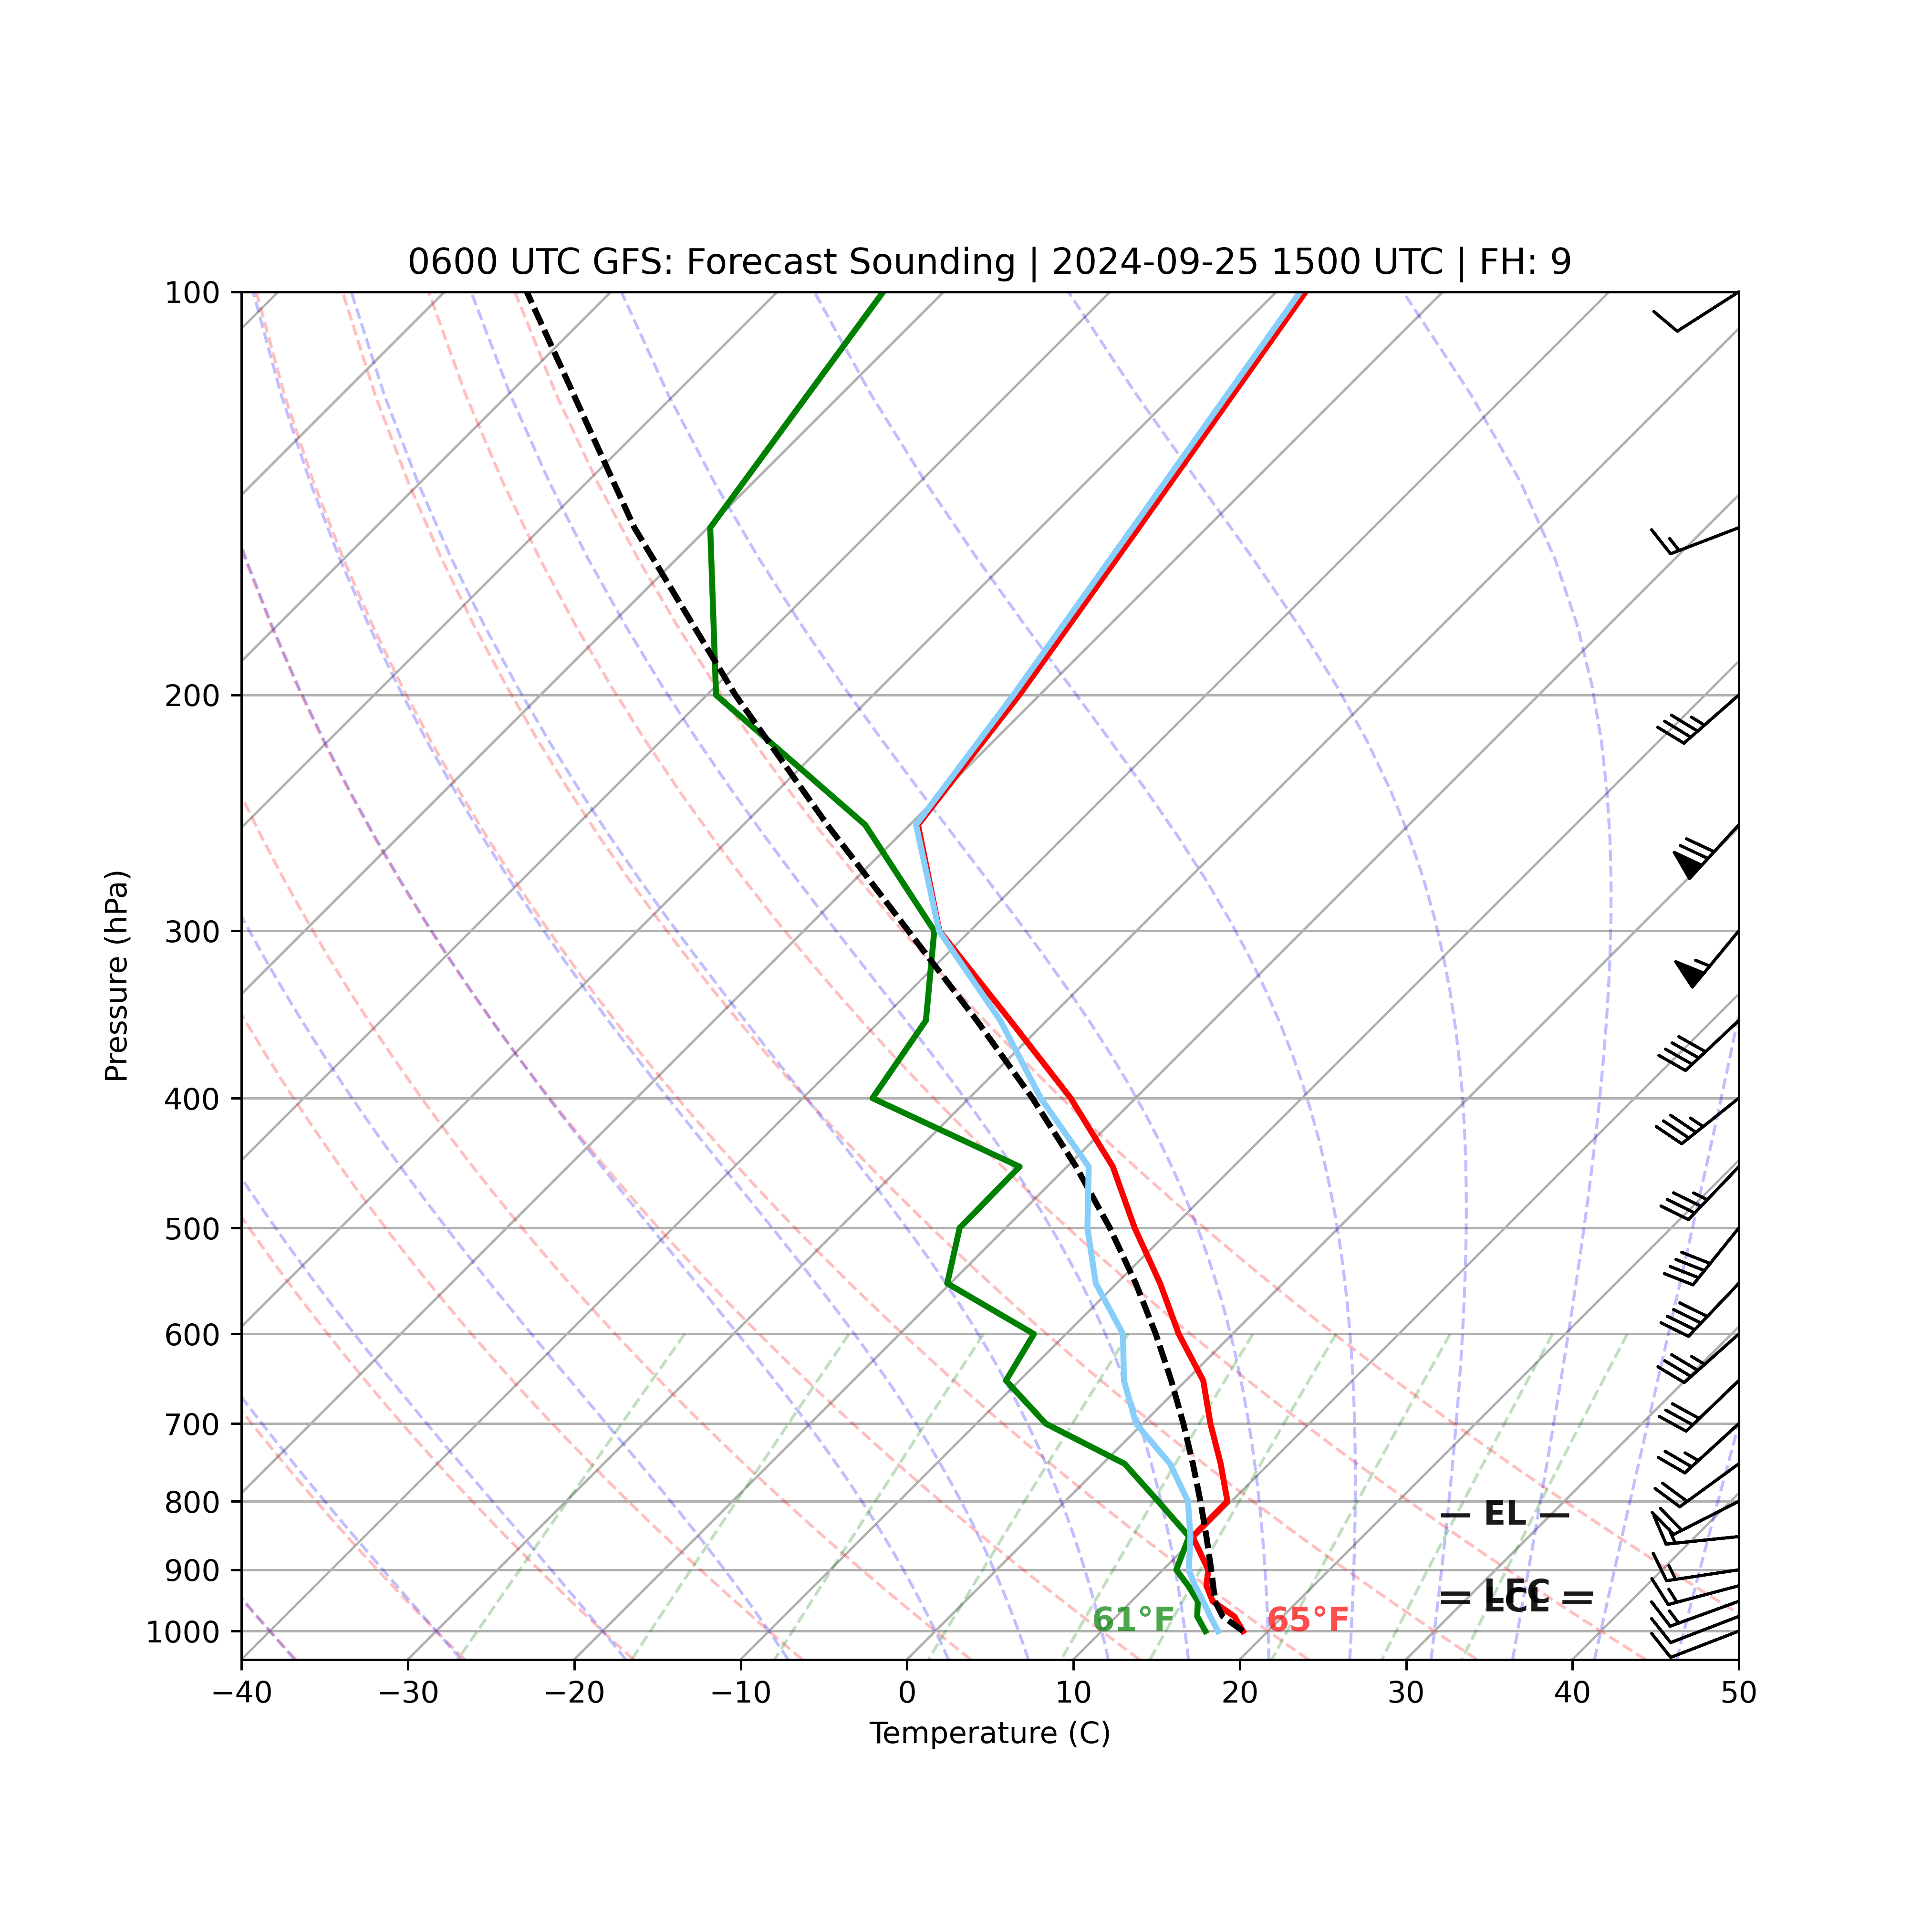 0600 UTC GFS: Forecast Sounding | 2024-09-25 1500 UTC | FH: 9
100
200
300
400
500
600
700
800
900
1000
Pressure (hPa)
— EL —
— LFC —
— LCL —
61°F
65°F
−40 −30 −20 −10 0 10 20 30 40 50
Temperature (C)